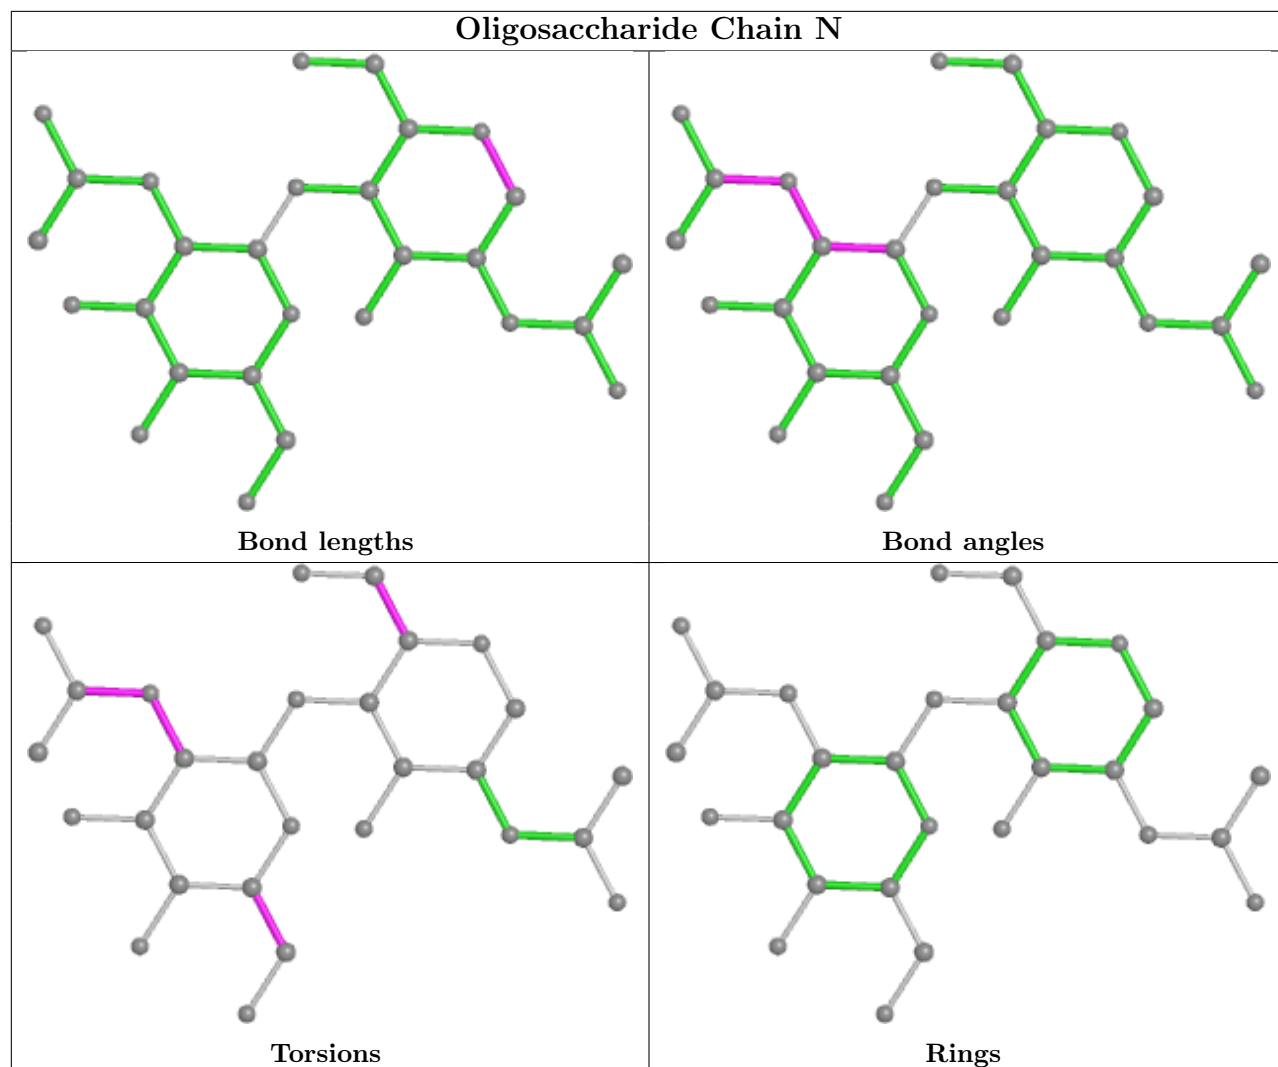 Oligosaccharide Chain N
Bond lengths
Bond angles
Torsions
Rings